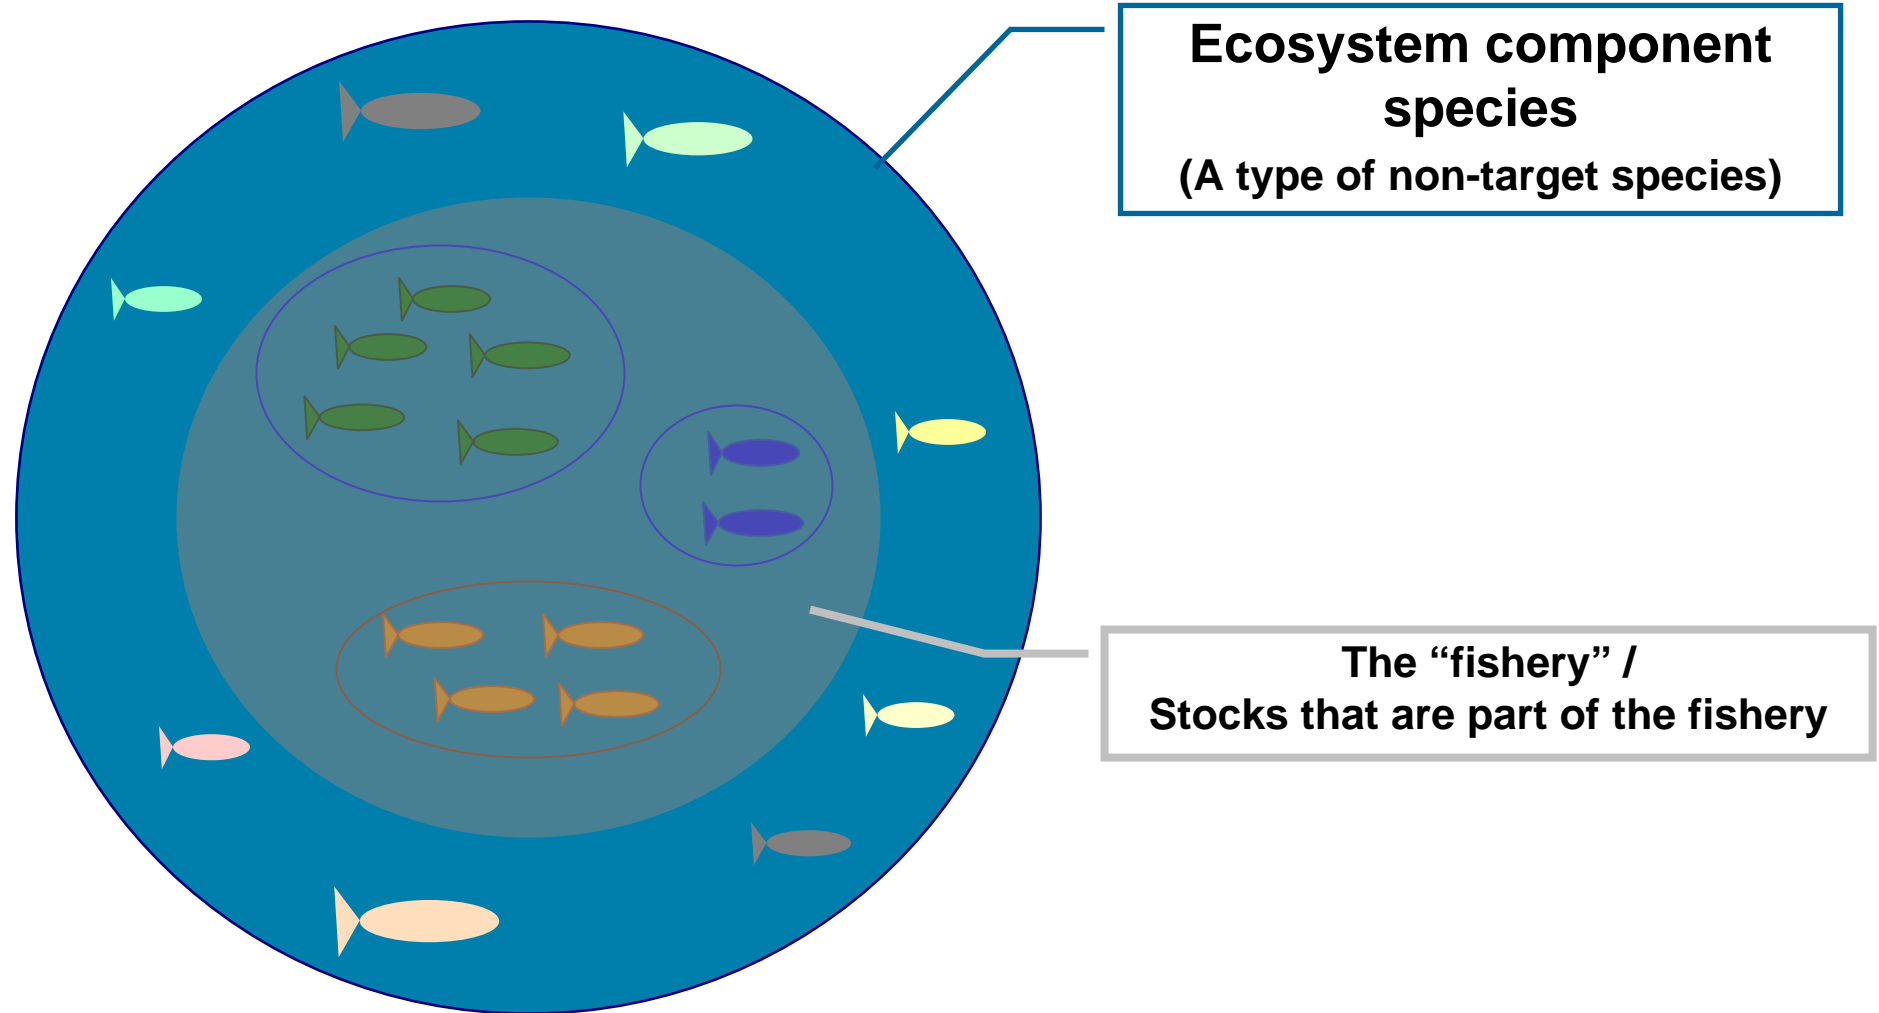 Ecosystem component
species
(A type of non-target species)
The “fishery” /
Stocks that are part of the fishery